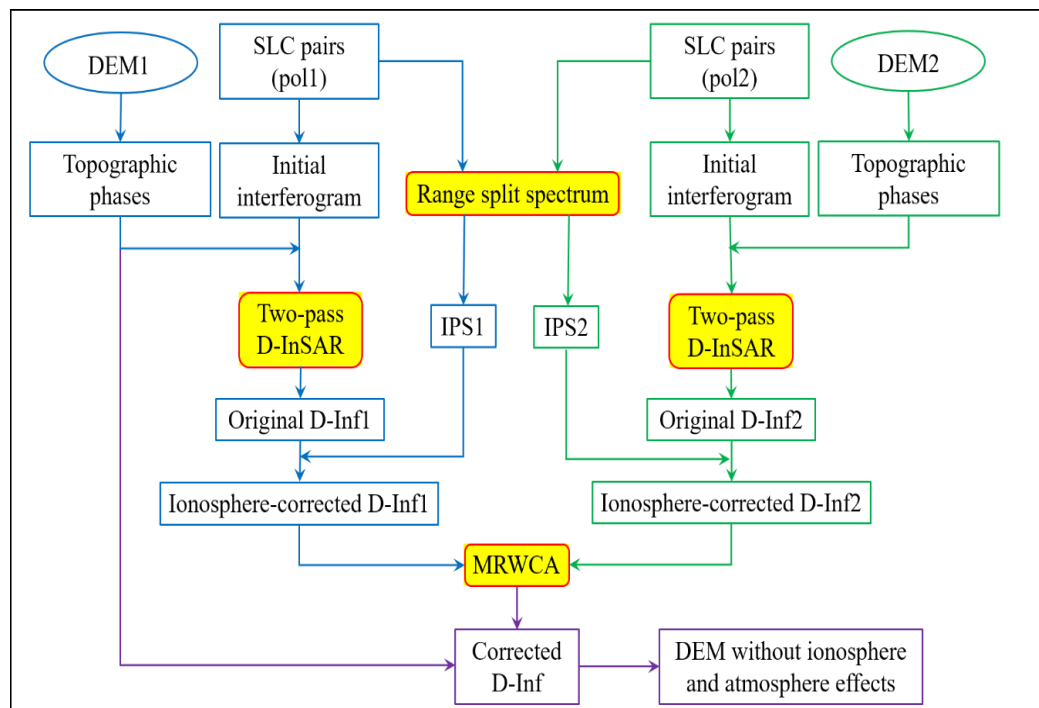 DEM1
SLC pairs
(pol1)
SLC pairs
(pol2)
DEM2
Topographic
phases
Initial
interferogram
Range split spectrum
Initial
interferogram
Topographic
phases
Two-pass
D-InSAR
IPS1
IPS2
Two-pass
D-InSAR
Original D-Inf1
Original D-Inf2
Ionosphere-corrected D-Inf1
Ionosphere-corrected D-Inf2
MRWCA
Corrected
D-Inf
DEM without ionosphere
and atmosphere effects